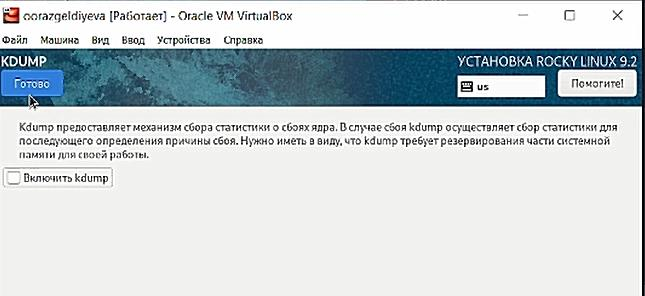 oorazgeldiyeva [Работает] - Oracle VM VirtualBox
Файл Машина Вид Ввод Устройства Справка
KDUMP
УСТАНОВКА ROCKY LINUX 9.2
Готово
us
Помогите!
Kdump предоставляет механизм сбора статистики о сбоях ядра. В случае сбоя kdump осуществляет сбор статистики для
последующего определения причины сбоя. Нужно иметь в виду, что kdump требует резервирования части системной
памяти для своей работы.
Включить kdump